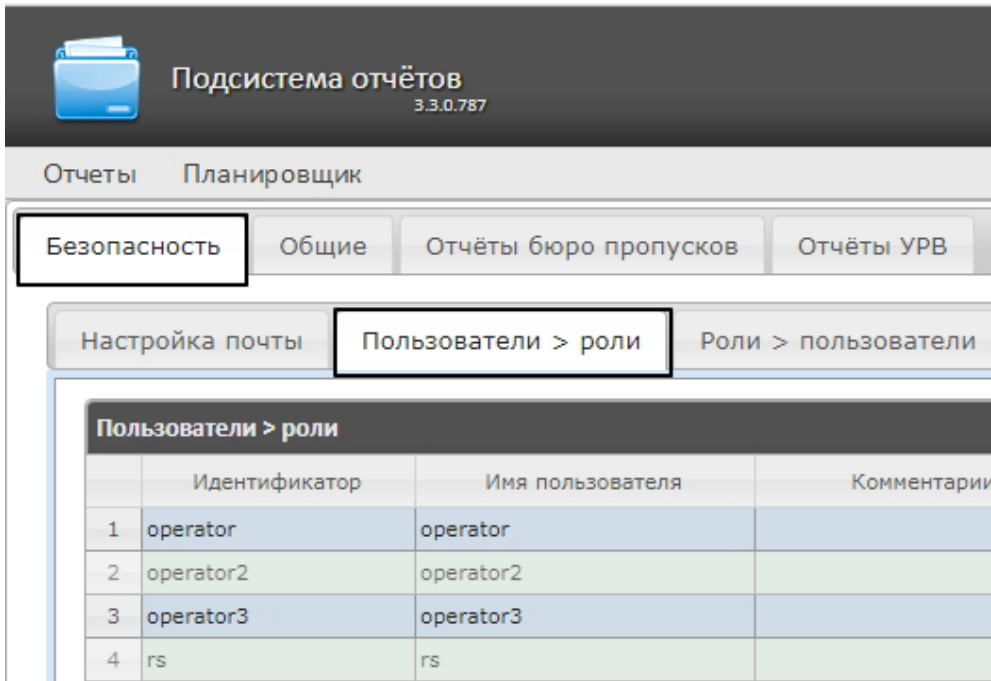 Подсистема отчётов
3.3.0.787
Отчеты Планировщик
Безопасность Общие Отчёты бюро пропусков Отчёты УРВ
Настройка почты Пользователи > роли Роли > пользователи
Пользователи > роли
Идентификатор Имя пользователя Комментарии
1 operator operator
2 operator2 operator2
3 operator3 operator3
4 rs rs